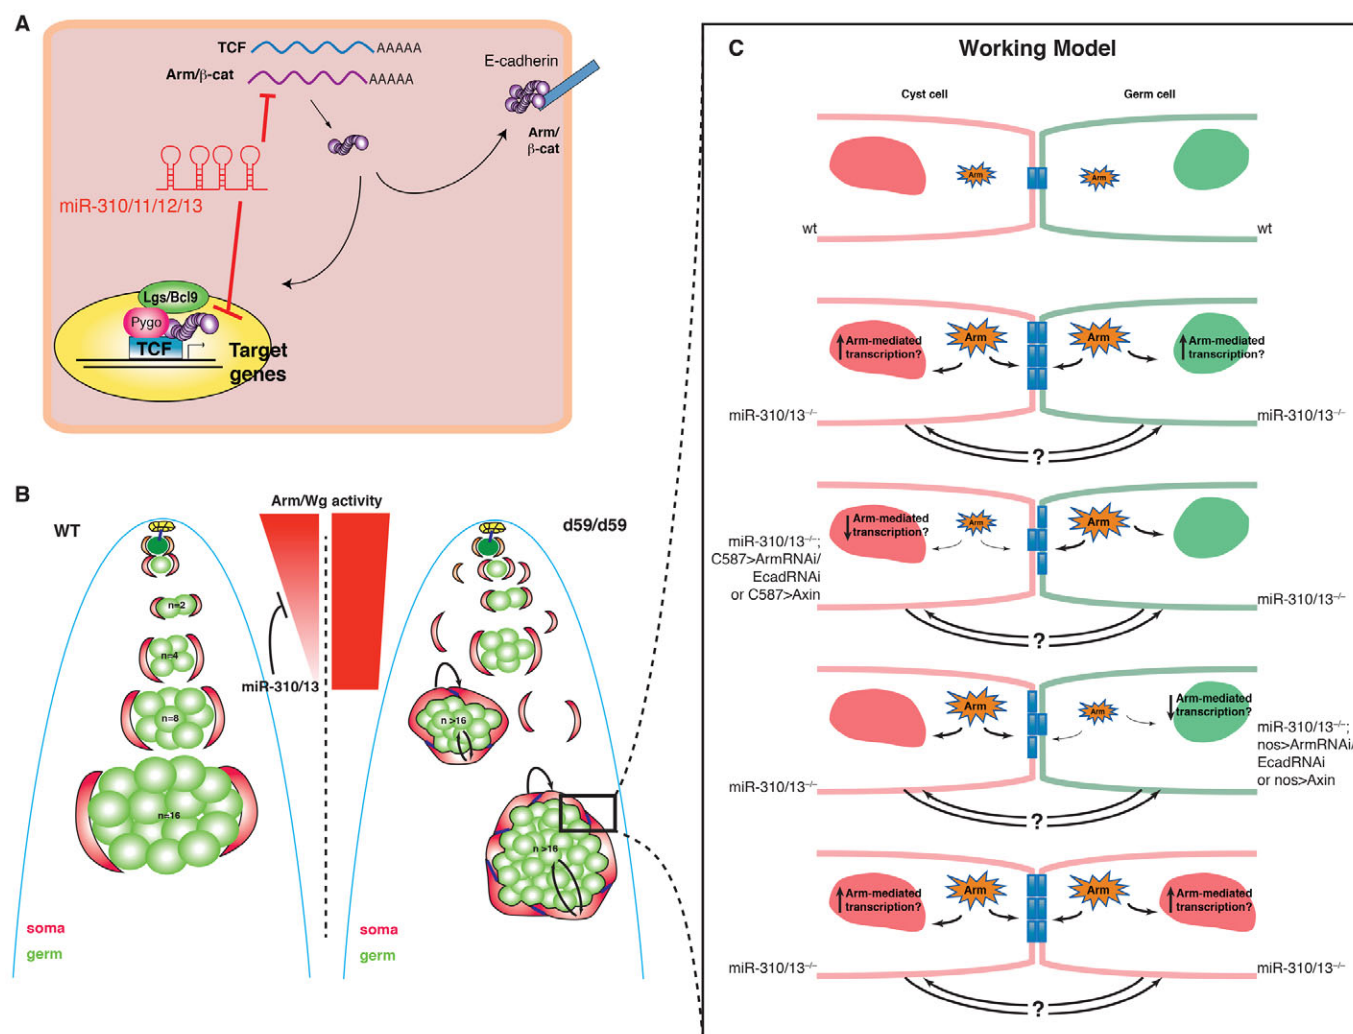 A
TCF
AAAAA
Arm/β-cat
AAAAA
E-cadherin
Arm/
β-cat
miR-310/11/12/13
Lgs/Bcl9
Pygo
TCF
Target
genes
B
Arm/Wg activity
WT
d59/d59
n=2
n=4
miR-310/13
n=8
n >16
n=16
n >16
soma
germ
soma
germ
C
Working Model
Cyst cell
Germ cell
Arm
Arm
wt
wt
Arm-mediated
transcription?
Arm
Arm
Arm-mediated
transcription?
miR-310/13⁻/⁻
miR-310/13⁻/⁻
?
Arm-mediated
transcription?
Arm
Arm
miR-310/13⁻/⁻;
C587>ArmRNAi/
EcadRNAi
or C587>Axin
miR-310/13⁻/⁻
?
Arm
Arm
Arm-mediated
transcription?
miR-310/13⁻/⁻;
nos>ArmRNAi/
EcadRNAi
or nos>Axin
miR-310/13⁻/⁻
?
Arm-mediated
transcription?
Arm
Arm
Arm-mediated
transcription?
miR-310/13⁻/⁻
miR-310/13⁻/⁻
?